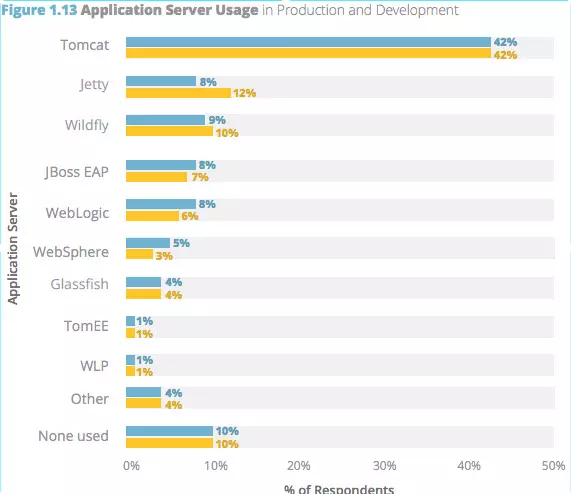 Figure 1.13 Application Server Usage in Production and Development
Tomcat
42%
42%
Jetty
8%
12%
Wildfly
9%
10%
JBoss EAP
8%
7%
WebLogic
8%
6%
WebSphere
5%
3%
Glassfish
4%
4%
TomEE
1%
1%
WLP
1%
1%
Other
4%
4%
None used
10%
10%
Application Server
0% 10% 20% 30% 40% 50%
% of Respondents